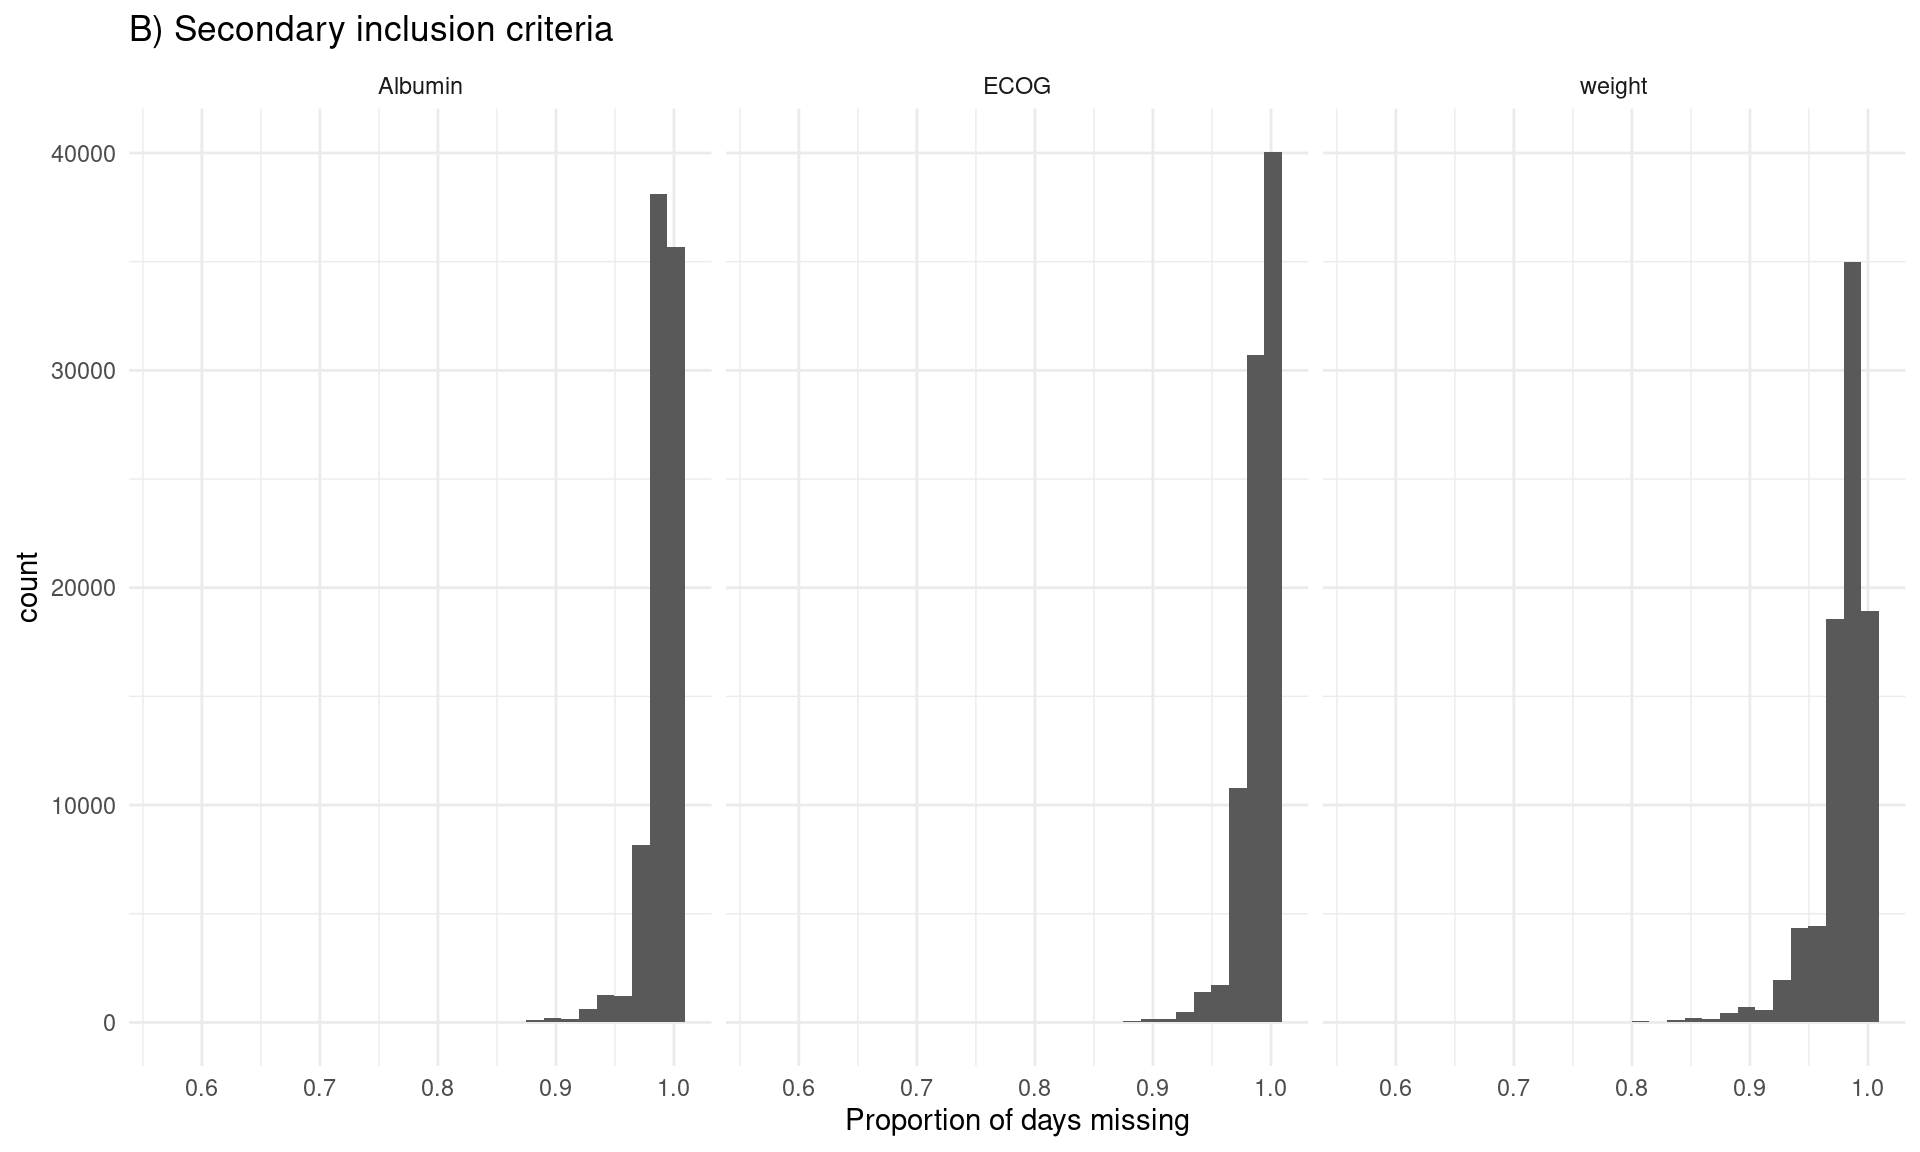 B) Secondary inclusion criteria
Albumin ECOG weight
40000
30000
20000
10000
0
count
0.6 0.7 0.8 0.9 1.0 0.6 0.7 0.8 0.9 1.0 0.6 0.7 0.8 0.9 1.0
Proportion of days missing